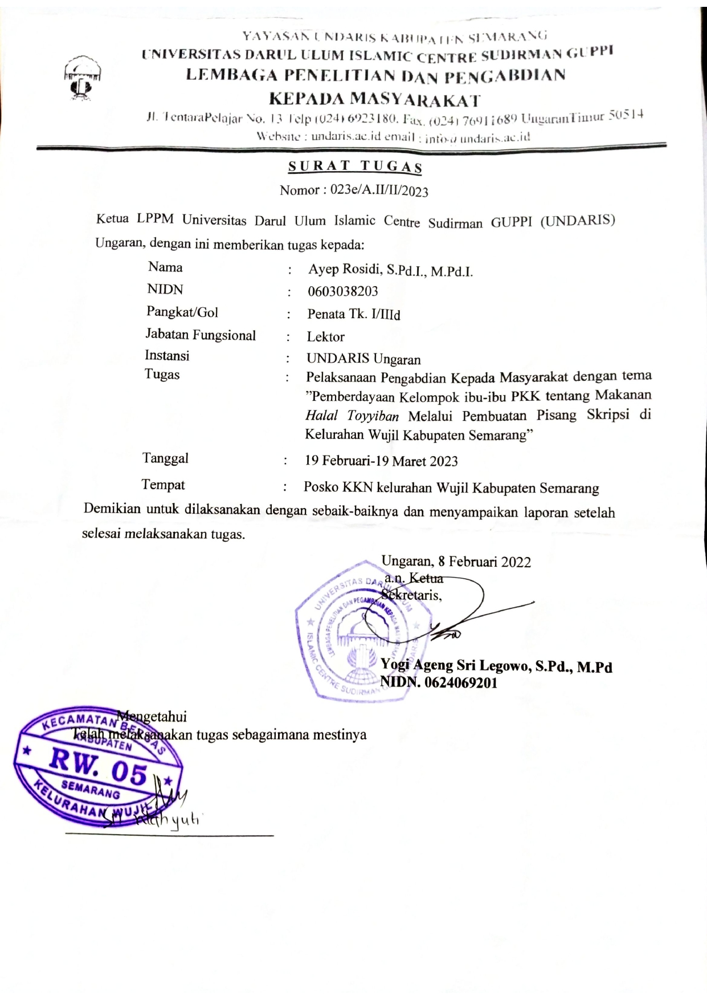 YAYASAN UNDARIS KABUPATEN SEMARANG
UNIVERSITAS DARUL ULUM ISLAMIC CENTRE SUDIRMAN GUPPI
LEMBAGA PENELITIAN DAN PENGABDIAN
KEPADA MASYARAKAT
Jl. TentaraPelajar No. 13 Telp (024) 6923180, Fax. (024) 76911689 UngaranTimur 50514
Website : undaris.ac.id email : info@undaris.ac.id
SURAT TUGAS
Nomor : 023e/A.II/II/2023
Ketua LPPM Universitas Darul Ulum Islamic Centre Sudirman GUPPI (UNDARIS)
Ungaran, dengan ini memberikan tugas kepada:
Nama : Ayep Rosidi, S.Pd.I., M.Pd.I.
NIDN : 0603038203
Pangkat/Gol : Penata Tk. I/IIId
Jabatan Fungsional : Lektor
Instansi : UNDARIS Ungaran
Tugas : Pelaksanaan Pengabdian Kepada Masyarakat dengan tema
”Pemberdayaan Kelompok ibu-ibu PKK tentang Makanan
Halal Toyyiban Melalui Pembuatan Pisang Skripsi di
Kelurahan Wujil Kabupaten Semarang”
Tanggal : 19 Februari-19 Maret 2023
Tempat : Posko KKN kelurahan Wujil Kabupaten Semarang
Demikian untuk dilaksanakan dengan sebaik-baiknya dan menyampaikan laporan setelah
selesai melaksanakan tugas.
Ungaran, 8 Februari 2022
a.n. Ketua
Sekretaris,
UNIVERSITAS DARUL ULUM
LEMBAGA PENELITIAN DAN PEGAMBDIAN KEPADA MASYARAKAT
ISLAMIC CENTRE SUDIRMAN
Yogi Ageng Sri Legowo, S.Pd., M.Pd
NIDN. 0624069201
Mengetahui
Telah melaksanakan tugas sebagaimana mestinya
KECAMATAN BERGAS
KABUPATEN
RW. 05
SEMARANG
KELURAHAN WUJIL